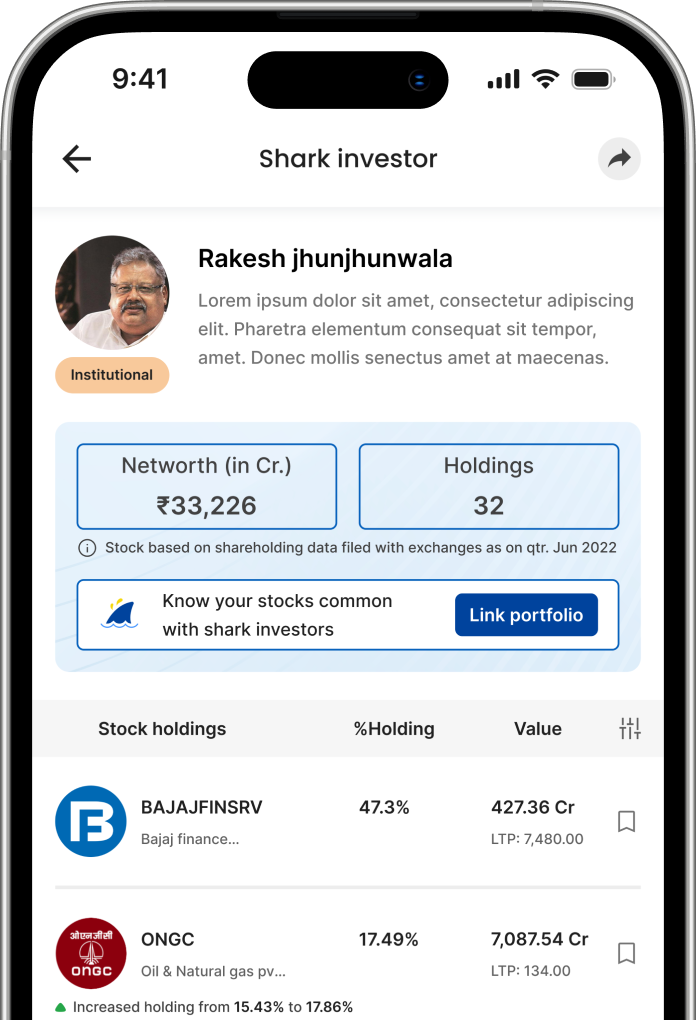 9:41
Shark investor
Rakesh jhunjhunwala
Lorem ipsum dolor sit amet, consectetur adipiscing
elit. Pharetra elementum consequat sit tempor,
amet. Donec mollis senectus amet at maecenas.
Institutional
Networth (in Cr.)
₹33,226
Holdings
32
Stock based on shareholding data filed with exchanges as on qtr. Jun 2022
Know your stocks common
with shark investors
Link portfolio
Stock holdings %Holding Value
BAJAJFINSRV 47.3% 427.36 Cr
Bajaj finance... LTP: 7,480.00
ओएनजीसी
ONGC
ONGC 17.49% 7,087.54 Cr
Oil & Natural gas pv... LTP: 134.00
Increased holding from 15.43% to 17.86%